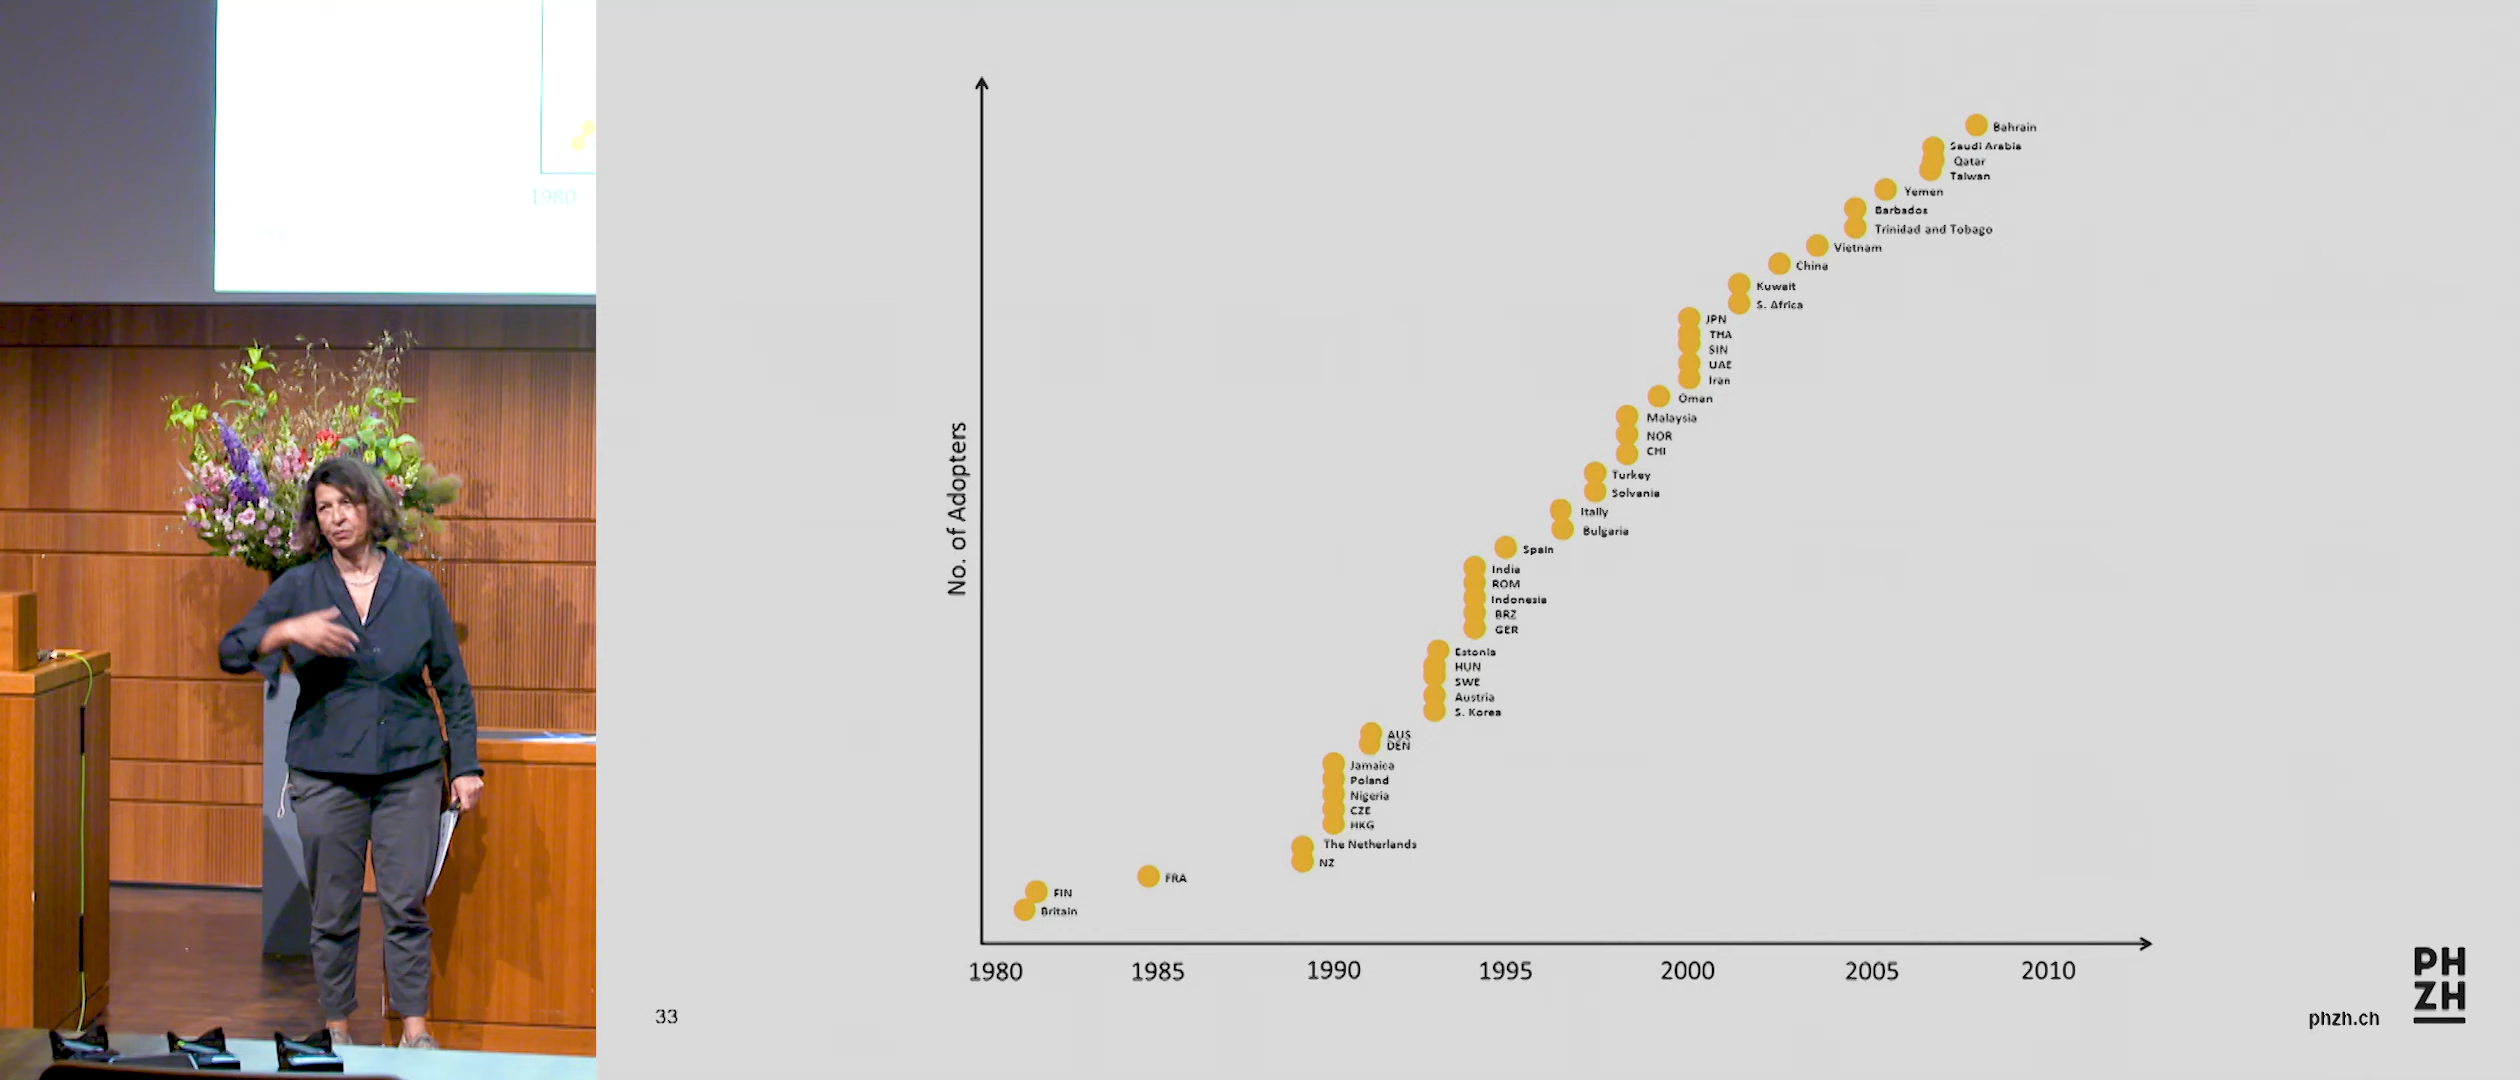 1980
No. of Adopters
Bahrain
Saudi Arabia
Qatar
Taiwan
Yemen
Barbados
Trinidad and Tobago
Vietnam
China
Kuwait
S. Africa
JPN
THA
SIN
UAE
Iran
Oman
Malaysia
NOR
CHI
Turkey
Solvania
Itally
Bulgaria
Spain
India
ROM
Indonesia
BRZ
GER
Estonia
HUN
SWE
Austria
S. Korea
AUS
DEN
Jamaica
Poland
Nigeria
CZE
HKG
The Netherlands
NZ
FRA
FIN
Britain
1980 1985 1990 1995 2000 2005 2010
33
phzh.ch
PH
ZH